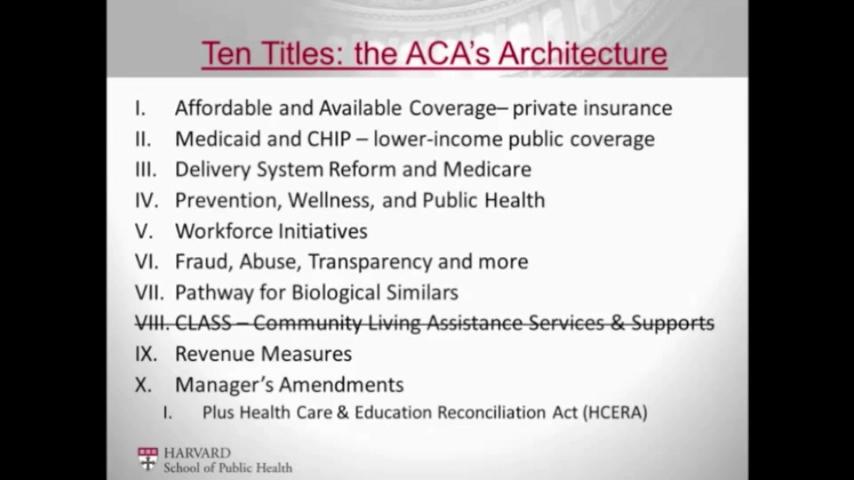 Ten Titles: the ACA's Architecture
I. Affordable and Available Coverage– private insurance
II. Medicaid and CHIP – lower-income public coverage
III. Delivery System Reform and Medicare
IV. Prevention, Wellness, and Public Health
V. Workforce Initiatives
VI. Fraud, Abuse, Transparency and more
VII. Pathway for Biological Similars
VIII. CLASS – Community Living Assistance Services & Supports
IX. Revenue Measures
X. Manager's Amendments
I. Plus Health Care & Education Reconciliation Act (HCERA)
HARVARD
School of Public Health